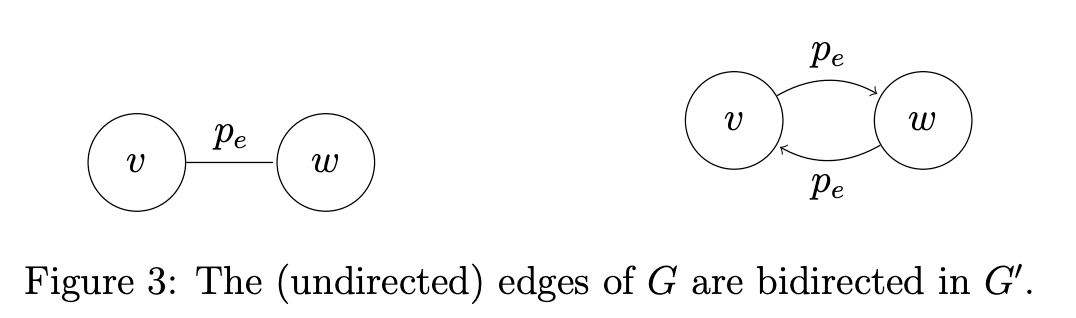 p_e
v
w
p_e
v
w
p_e
Figure 3: The (undirected) edges of G are bidirected in G′.